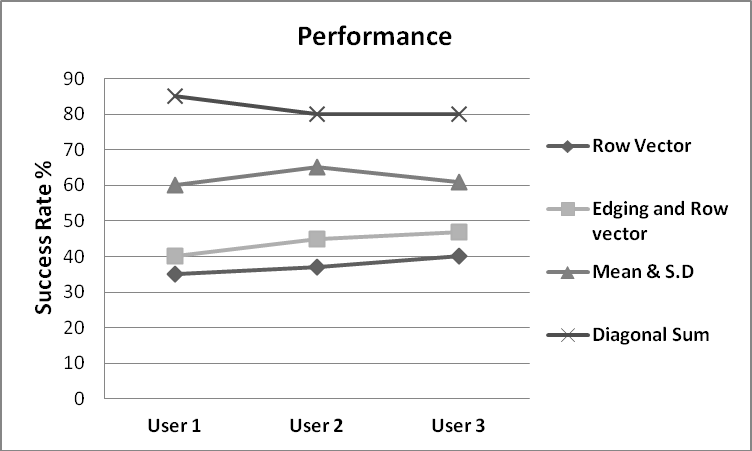 Performance
Success Rate %
90
80
70
60
50
40
30
20
10
0
User 1
User 2
User 3
Row Vector
Edging and Row
vector
Mean & S.D
Diagonal Sum